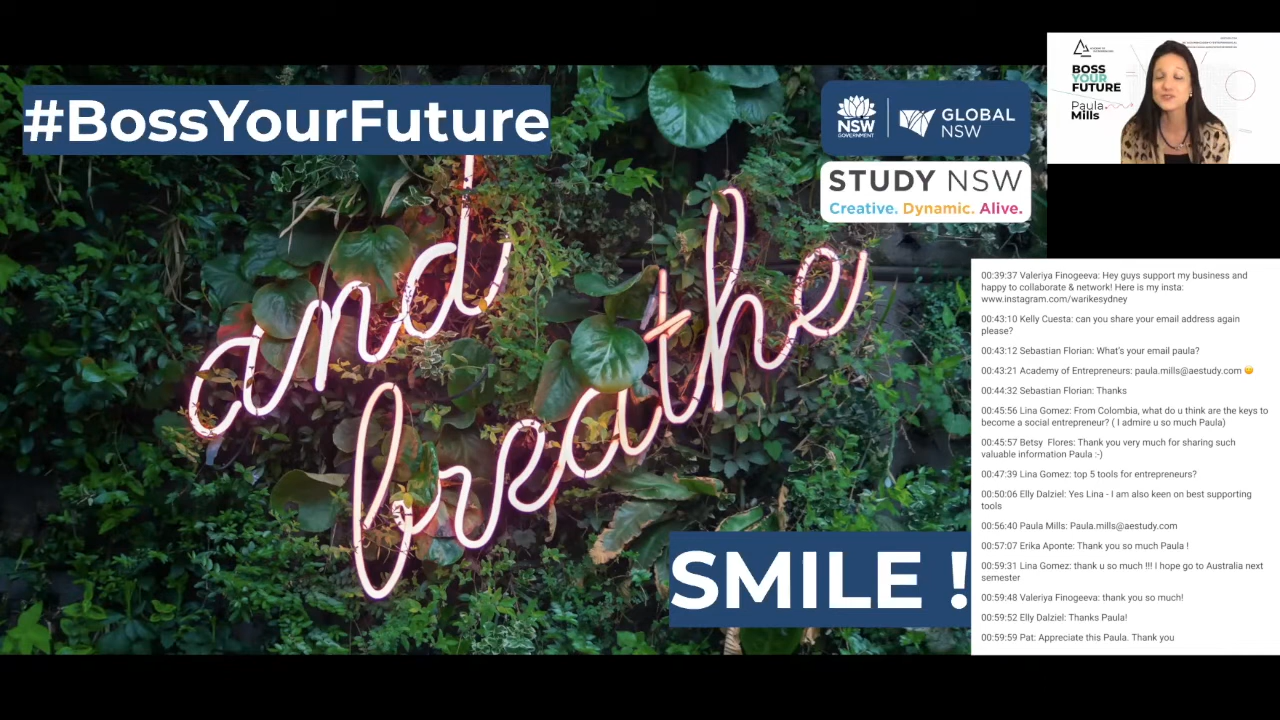 #BossYourFuture
NSW
GOVERNMENT
GLOBAL
NSW
STUDY NSW
Creative. Dynamic. Alive.
and
breathe
SMILE !
BOSS
YOUR
FUTURE
Paula
Mills
00:39:37 Valeriya Finogeeva: Hey guys support my business and
happy to collaborate & network! Here is my insta:
www.instagram.com/warikesydney
00:43:10 Kelly Cuesta: can you share your email address again
please?
00:43:12 Sebastian Florian: What's your email paula?
00:43:21 Academy of Entrepreneurs: paula.mills@aestudy.com 😀
00:44:32 Sebastian Florian: Thanks
00:45:56 Lina Gomez: From Colombia, what do u think are the keys to
become a social entrepreneur? ( I admire u so much Paula)
00:45:57 Betsy Flores: Thank you very much for sharing such
valuable information Paula :-)
00:47:39 Lina Gomez: top 5 tools for entrepreneurs?
00:50:06 Elly Dalziel: Yes Lina - I am also keen on best supporting
tools
00:56:40 Paula Mills: Paula.mills@aestudy.com
00:57:07 Erika Aponte: Thank you so much Paula !
00:59:31 Lina Gomez: thank u so much !!! I hope go to Australia next
semester
00:59:48 Valeriya Finogeeva: thank you so much!
00:59:52 Elly Dalziel: Thanks Paula!
00:59:59 Pat: Appreciate this Paula. Thank you